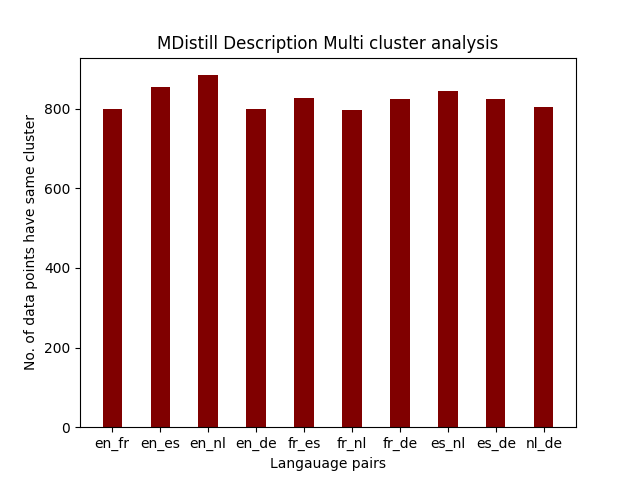 MDistill Description Multi cluster analysis
No. of data points have same cluster
800
600
400
200
0
en_fr en_es en_nl en_de fr_es fr_nl fr_de es_nl es_de nl_de
Langauage pairs